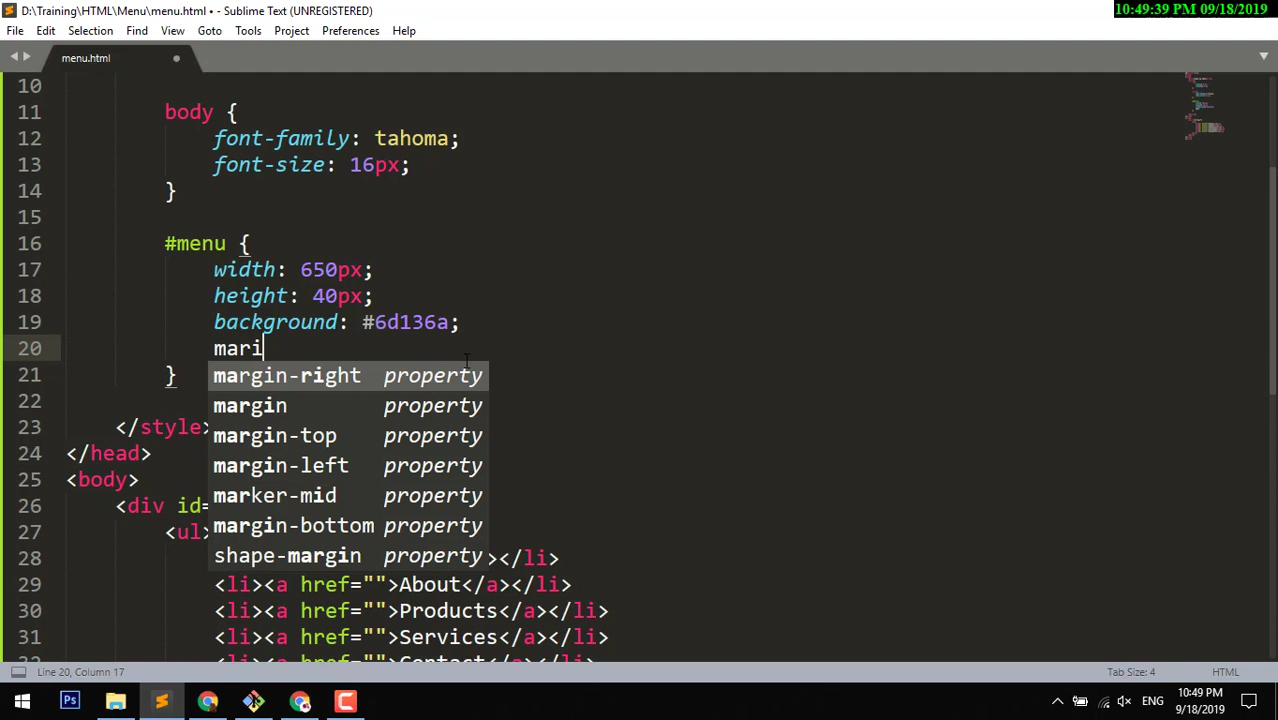 D:\Training\HTML\Menu\menu.html • - Sublime Text (UNREGISTERED)
10:49:39 PM 09/18/2019
File Edit Selection Find View Goto Tools Project Preferences Help
menu.html
10
11 body {
12 font-family: tahoma;
13 font-size: 16px;
14 }
15
16 #menu {
17 width: 650px;
18 height: 40px;
19 background: #6d136a;
20 mari
21 }
margin-right property
22
margin property
23 </style>
margin-top property
24 </head>
margin-left property
25 <body>
marker-mid property
26 <div id=
margin-bottom property
27 <ul>
shape-margin property
28 ></li>
29 <li><a href="">About</a></li>
30 <li><a href="">Products</a></li>
31 <li><a href="">Services</a></li>
32 <li><a href="">Contact</a></li>
Line 20, Column 17
Tab Size: 4
HTML
Ps
ENG
10:49 PM
9/18/2019